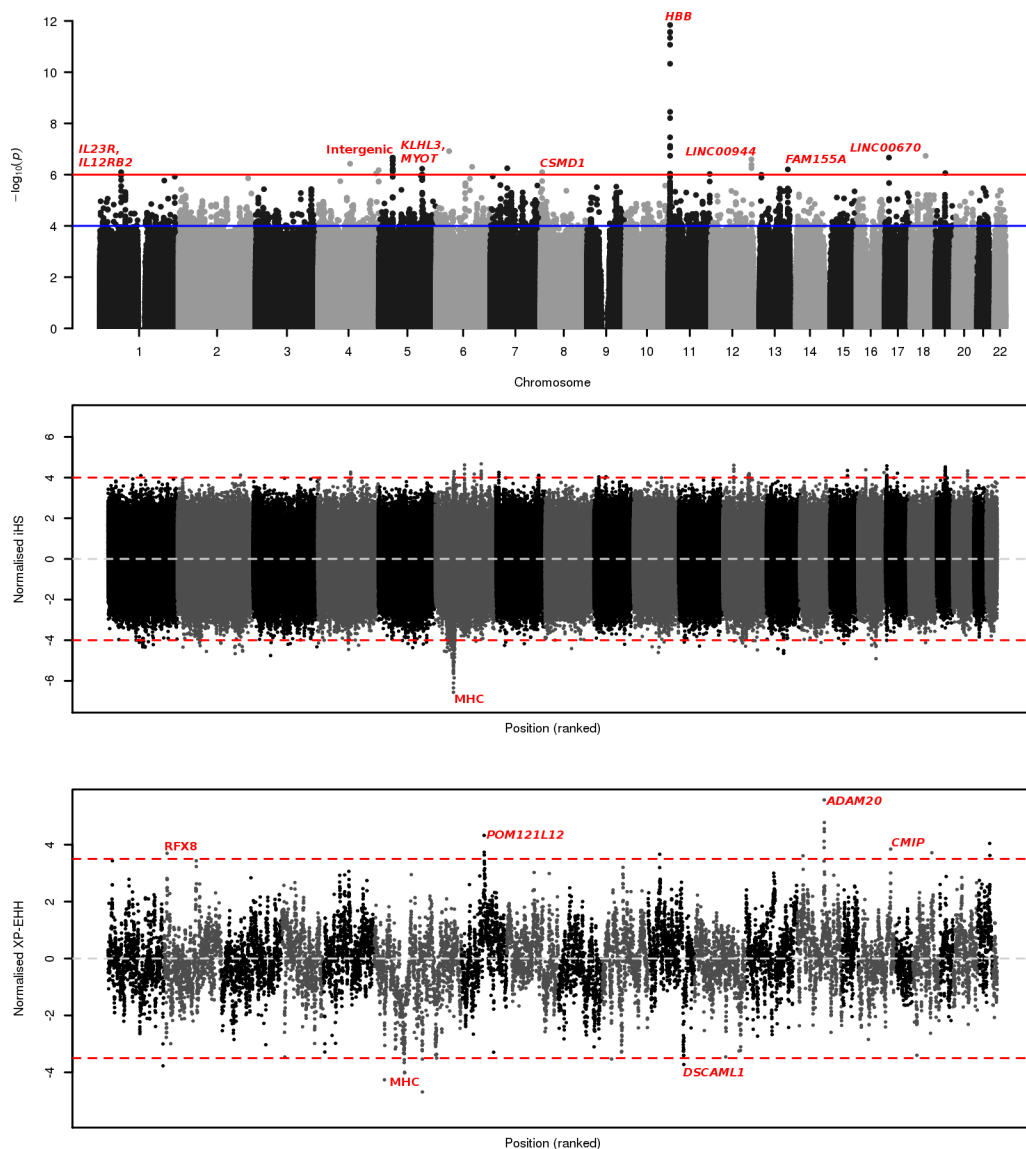 HBB
12
10
8
6
4
2
0
−log10(p)
IL23R,
IL12RB2
Intergenic
KLHL3,
MYOT
CSMD1
LINC00944
FAM155A
LINC00670
1 2 3 4 5 6 7 8 9 10 11 12 13 14 15 16 17 18 20 22
Chromosome
6
4
2
0
-2
-4
-6
Normalised iHS
MHC
Position (ranked)
4
2
0
-2
-4
Normalised XP-EHH
RFX8
POM121L12
ADAM20
CMIP
MHC
DSCAML1
Position (ranked)